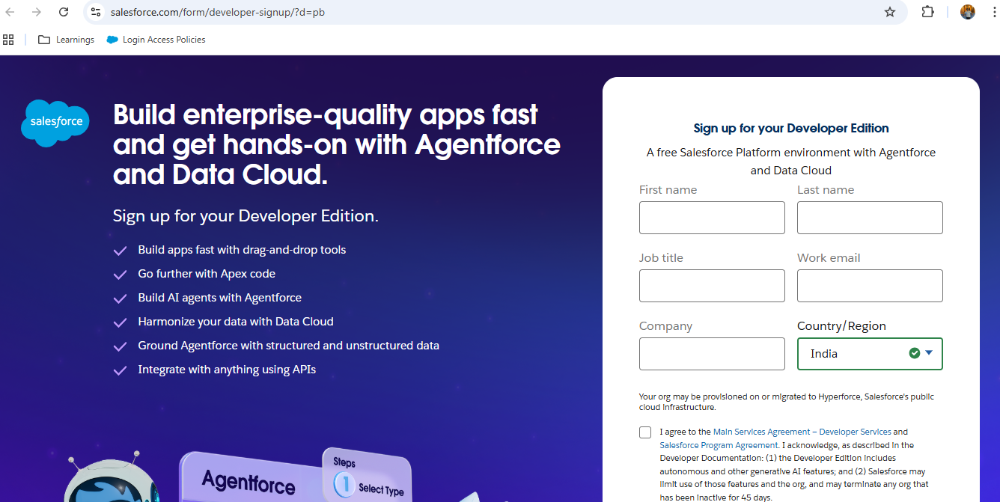 salesforce.com/form/developer-signup/?d=pb
Learnings
Login Access Policies
salesforce
Build enterprise-quality apps fast
and get hands-on with Agentforce
and Data Cloud.
Sign up for your Developer Edition.
Build apps fast with drag-and-drop tools
Go further with Apex code
Build AI agents with Agentforce
Harmonize your data with Data Cloud
Ground Agentforce with structured and unstructured data
Integrate with anything using APIs
Agentforce
Steps
1
Select Type
Sign up for your Developer Edition
A free Salesforce Platform environment with Agentforce
and Data Cloud
First name
Last name
Job title
Work email
Company
Country/Region
India
Your org may be provisioned on or migrated to Hyperforce, Salesforce's public
cloud infrastructure.
I agree to the Main Services Agreement – Developer Services and
Salesforce Program Agreement. I acknowledge, as described in the
Developer Documentation: (1) the Developer Edition includes
autonomous and other generative AI features; and (2) Salesforce may
limit use of those features and the org, and may terminate any org that
has been inactive for 45 days.